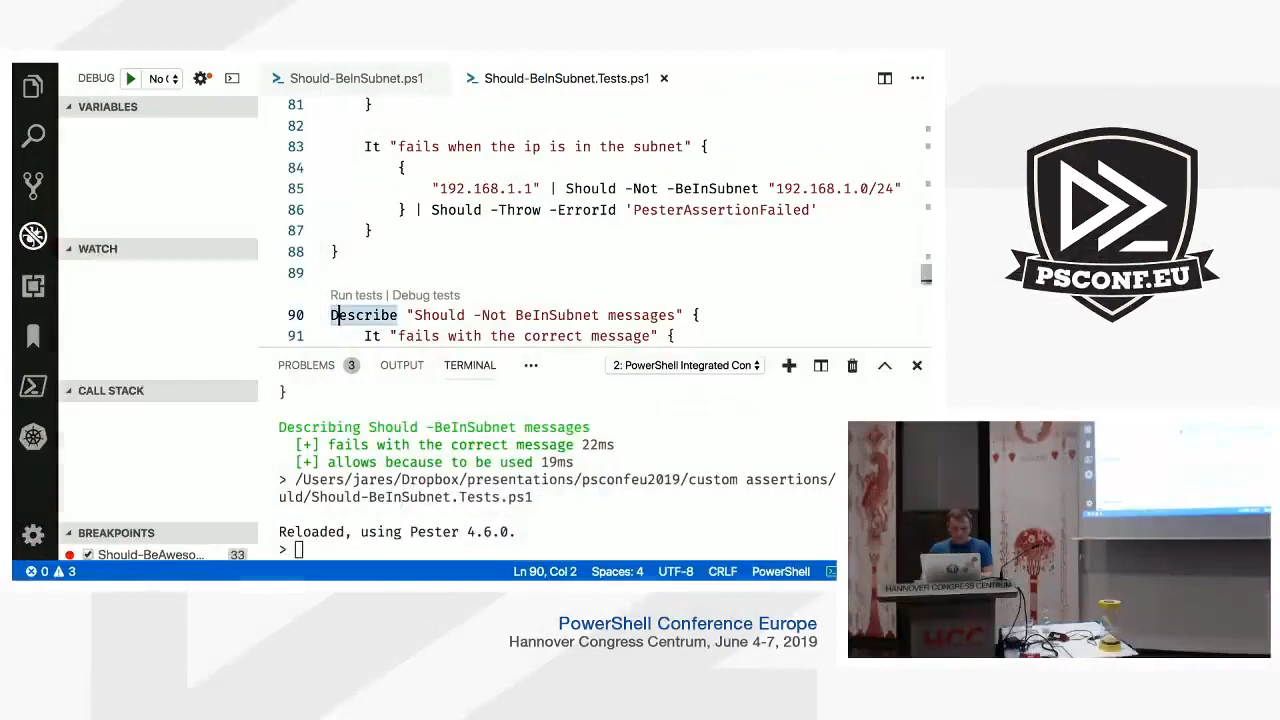 DEBUG
No (
Should-BeInSubnet.ps1
Should-BeInSubnet.Tests.ps1
VARIABLES
WATCH
CALL STACK
BREAKPOINTS
Should-BeAweso... 33
81 }
82
83 It "fails when the ip is in the subnet" {
84 {
85 "192.168.1.1" | Should -Not -BeInSubnet "192.168.1.0/24"
86 } | Should -Throw -ErrorId 'PesterAssertionFailed'
87 }
88 }
89
Run tests | Debug tests
90 Describe "Should -Not BeInSubnet messages" {
91 It "fails with the correct message" {
PROBLEMS 3 OUTPUT TERMINAL ... 2: PowerShell Integrated Con
}
Describing Should -BeInSubnet messages
[+] fails with the correct message 22ms
[+] allows because to be used 19ms
> /Users/jares/Dropbox/presentations/psconfeu2019/custom assertions/
uld/Should-BeInSubnet.Tests.ps1
Reloaded, using Pester 4.6.0.
>
0 3 Ln 90, Col 2 Spaces: 4 UTF-8 CRLF PowerShell
PSCONF.EU
HANNOVER CONGRESS CENTRUM
HCC
PowerShell Conference Europe
Hannover Congress Centrum, June 4-7, 2019